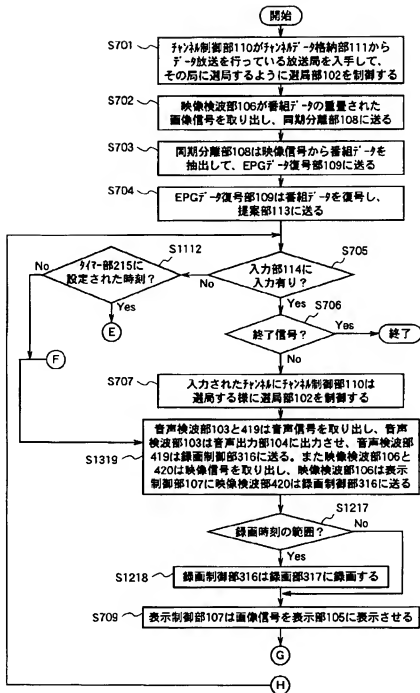 開始
S701
チャンネル制御部110がチャンネルデータ格納部111から
データ放送を行っている放送局を入手して、
その局に選局するように選局部102を制御する
S702
映像検波部106が番組データの重畳された
画像信号を取り出し、同期分離部108に送る
S703
同期分離部108は映像信号から番組データを
抽出して、EPGデータ復号部109に送る
S704
EPGデータ復号部109は番組データを復号し、
提案部113に送る
S1112
No
タイマー部215に
設定された時刻?
Yes
E
S705
入力部114に
入力有り?
No
Yes
S706
終了信号?
Yes
終了
No
F
S707
入力されたチャンネルにチャンネル制御部110は
選局する様に選局部102を制御する
音声検波部103と419は音声信号を取り出し、音声
検波部103は音声出力部104に出力させ、音声検波部
419は録画制御部316に送る。また映像検波部106と
420は映像信号を取り出し、映像検波部106は表示
制御部107に映像検波部420は録画制御部316に送る
S1319
S1217
録画時刻の範囲?
No
Yes
S1218
録画制御部316は録画部317に録画する
S709
表示制御部107は画像信号を表示部105に表示させる
G
H